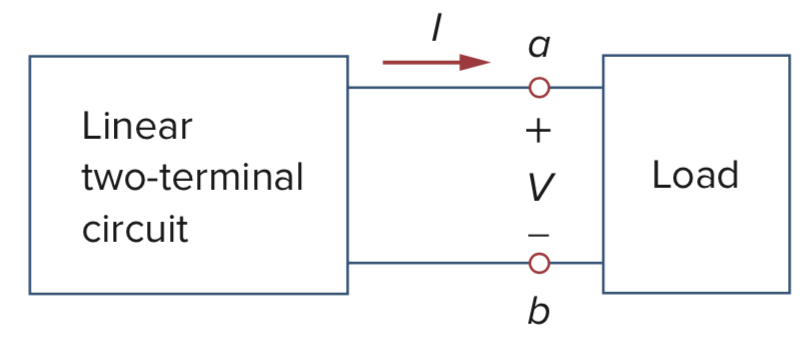 I
a
Linear
two-terminal
circuit
+
V
–
Load
b